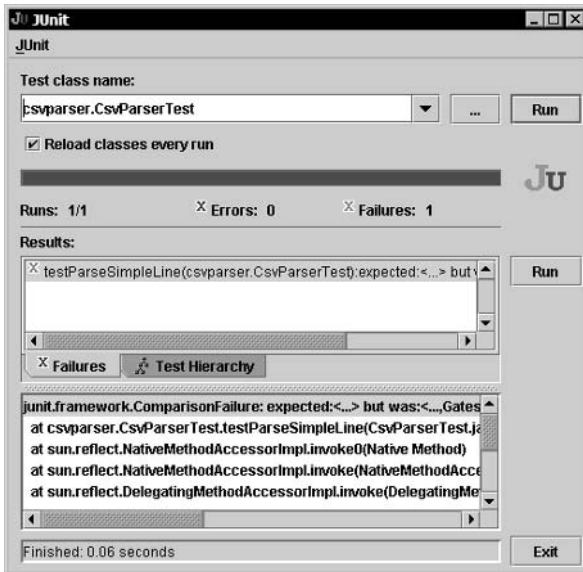 JU JUnit
JUnit
Test class name:
csvparser.CsvParserTest ... Run
Reload classes every run
JU
Runs: 1/1 X Errors: 0 X Failures: 1
Results:
X testParseSimpleLine(csvparser.CsvParserTest):expected:<...> but Run
X Failures Test Hierarchy
junit.framework.ComparisonFailure: expected:<...> but was:<...,Gates
at csvparser.CsvParserTest.testParseSimpleLine(CsvParserTest.ja
at sun.reflect.NativeMethodAccessorImpl.invoke0(Native Method)
at sun.reflect.NativeMethodAccessorImpl.invoke(NativeMethodAcce
at sun.reflect.DelegatingMethodAccessorImpl.invoke(DelegatingMe
Finished: 0.06 seconds Exit